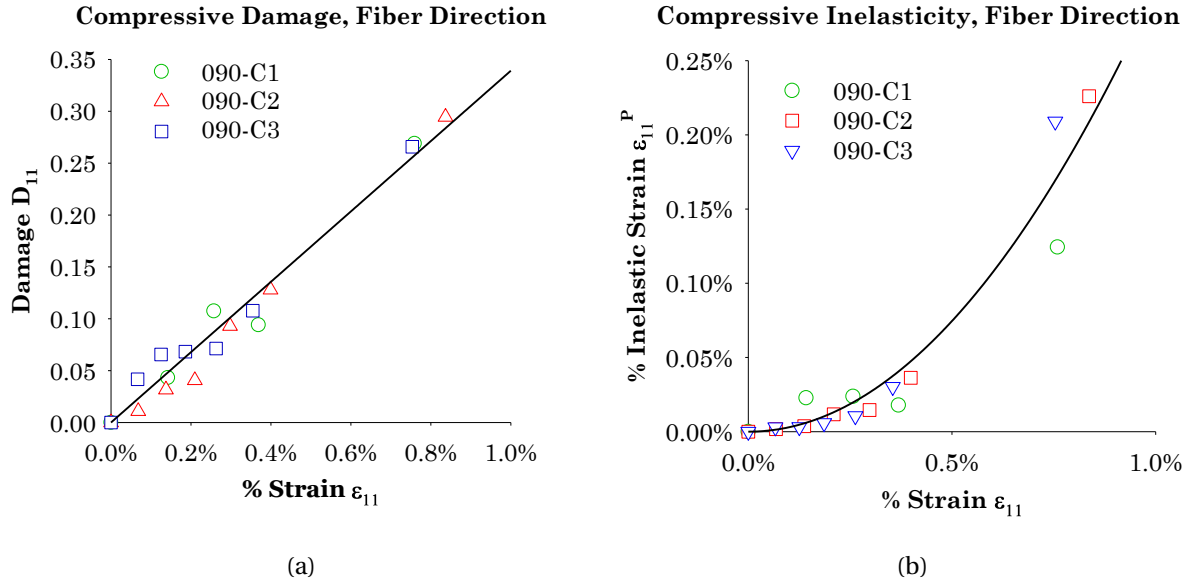 Compressive Damage, Fiber Direction
0.35
0.30
0.25
0.20
0.15
0.10
0.05
0.00
Damage D11
090-C1
090-C2
090-C3
0.0% 0.2% 0.4% 0.6% 0.8% 1.0%
% Strain ε11
(a)
Compressive Inelasticity, Fiber Direction
0.25%
0.20%
0.15%
0.10%
0.05%
0.00%
% Inelastic Strain ε11P
090-C1
090-C2
090-C3
0.0% 0.5% 1.0%
% Strain ε11
(b)